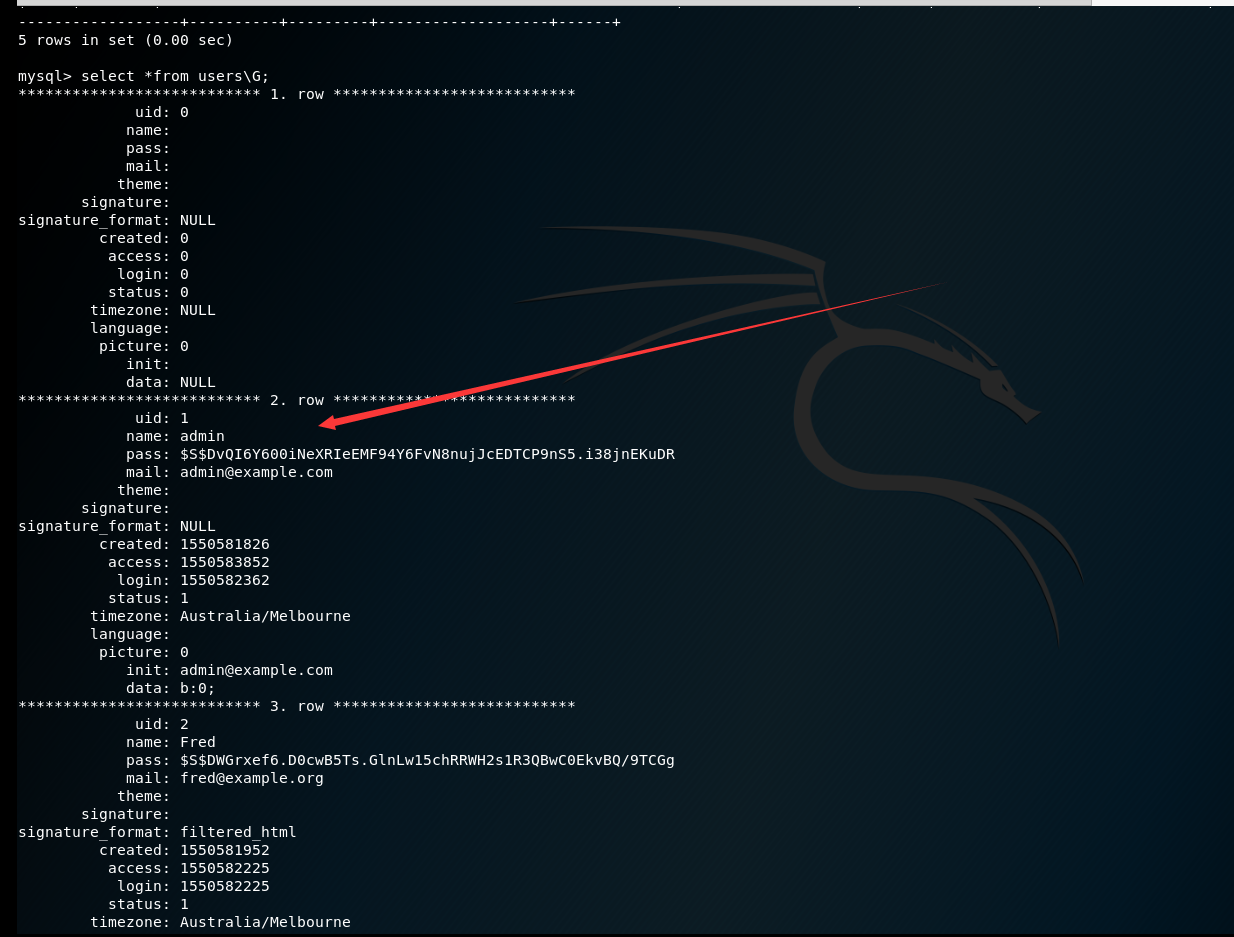 -----------------+----------+---------+------------------+------+
5 rows in set (0.00 sec)
mysql> select *from users\G;
*************************** 1. row ***************************
uid: 0
name:
pass:
mail:
theme:
signature:
signature_format: NULL
created: 0
access: 0
login: 0
status: 0
timezone: NULL
language:
picture: 0
init:
data: NULL
*************************** 2. row ***************************
uid: 1
name: admin
pass: $S$DvQI6Y600iNeXRIeEMF94Y6FvN8nujJcEDTCP9nS5.i38jnEKuDR
mail: admin@example.com
theme:
signature:
signature_format: NULL
created: 1550581826
access: 1550583852
login: 1550582362
status: 1
timezone: Australia/Melbourne
language:
picture: 0
init: admin@example.com
data: b:0;
*************************** 3. row ***************************
uid: 2
name: Fred
pass: $S$DWGrxef6.D0cwB5Ts.GlnLw15chRRWH2s1R3QBwC0EkvBQ/9TCGg
mail: fred@example.org
theme:
signature:
signature_format: filtered_html
created: 1550581952
access: 1550582225
login: 1550582225
status: 1
timezone: Australia/Melbourne